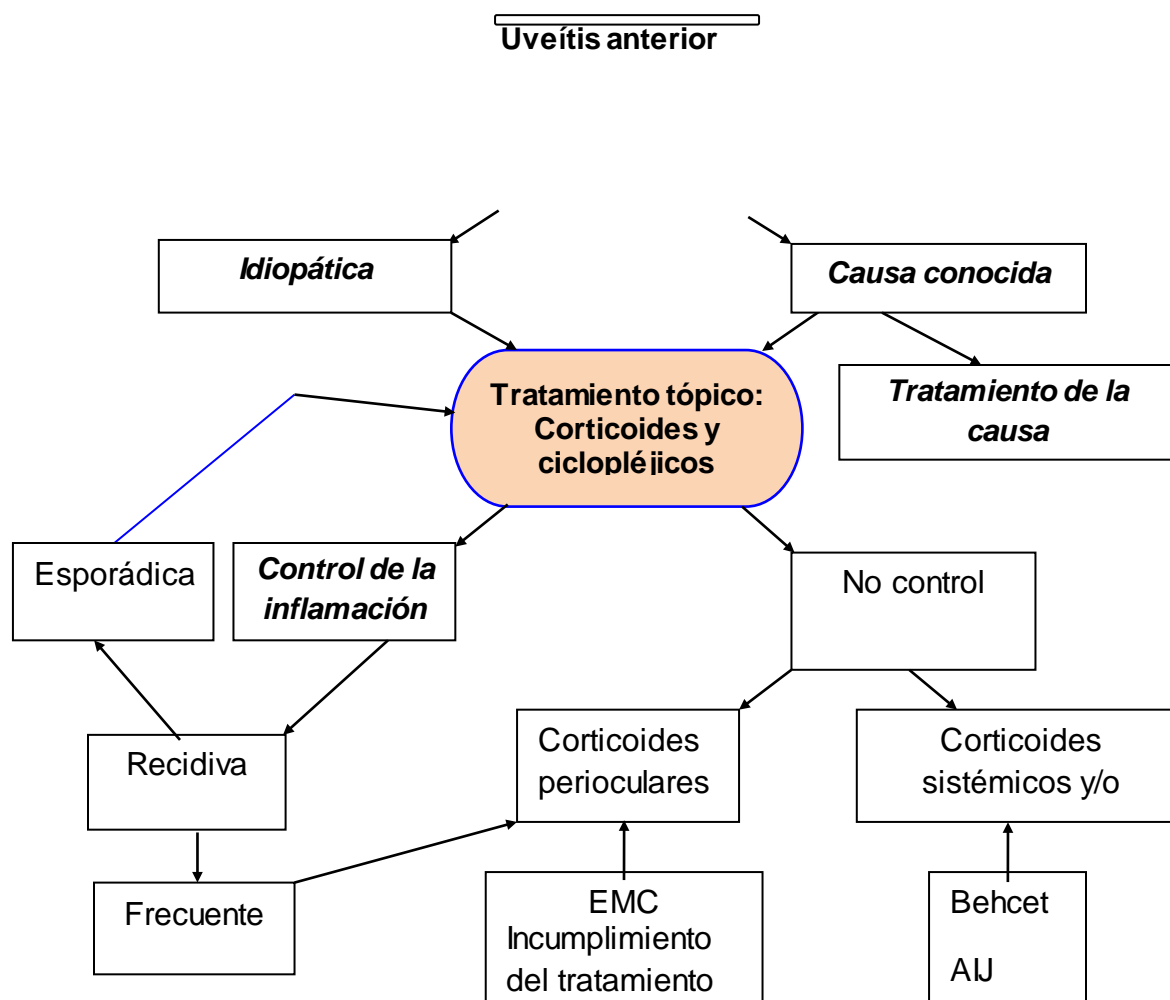 Uveítis anterior
Idiopática
Causa conocida
Tratamiento tópico:
Corticoides y
ciclopléjicos
Tratamiento de la
causa
Esporádica
Control de la
inflamación
No control
Recidiva
Corticoides
perioculares
Corticoides
sistémicos y/o
Frecuente
EMC
Incumplimiento
del tratamiento
Behcet
AIJ